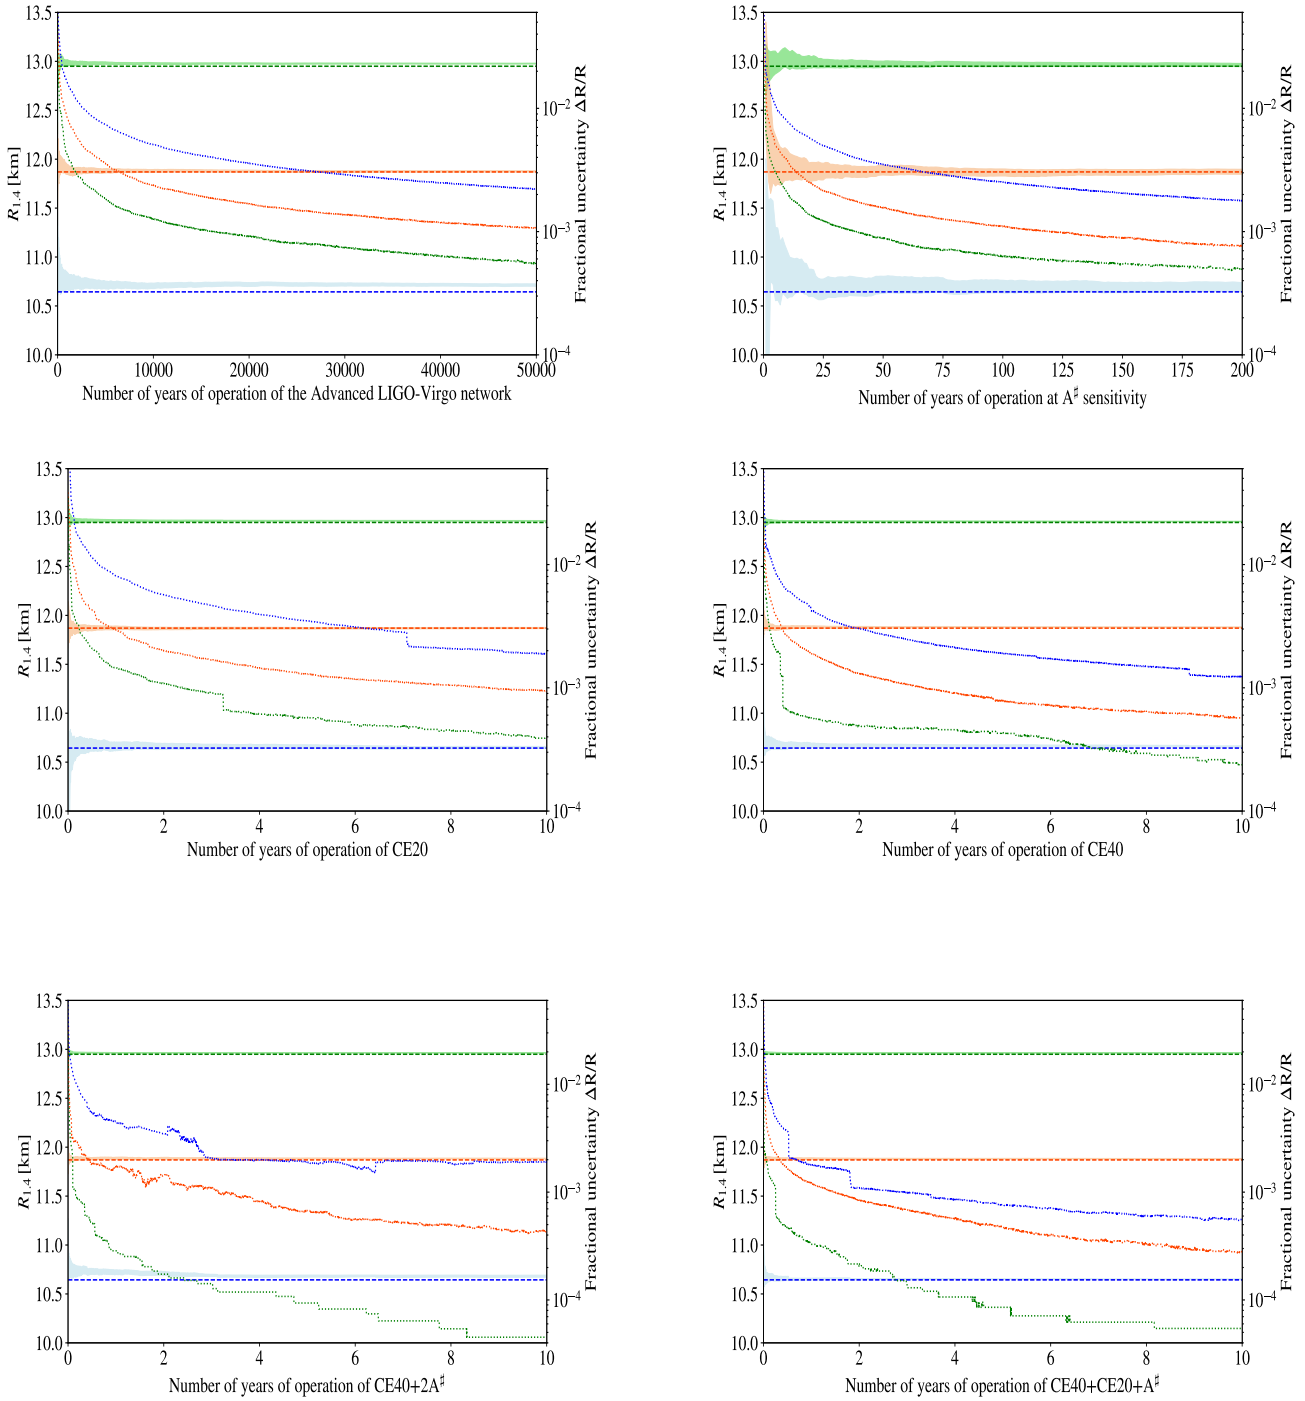 13.5
13.0
12.5
12.0
11.5
11.0
10.5
10.0
R1.4 [km]
10−2
10−3
10−4
Fractional uncertainty ΔR/R
0 10000 20000 30000 40000 50000
Number of years of operation of the Advanced LIGO-Virgo network
13.5
13.0
12.5
12.0
11.5
11.0
10.5
10.0
R1.4 [km]
10−2
10−3
10−4
Fractional uncertainty ΔR/R
0 25 50 75 100 125 150 175 200
Number of years of operation at A♯ sensitivity
13.5
13.0
12.5
12.0
11.5
11.0
10.5
10.0
R1.4 [km]
10−2
10−3
10−4
Fractional uncertainty ΔR/R
0 2 4 6 8 10
Number of years of operation of CE20
13.5
13.0
12.5
12.0
11.5
11.0
10.5
10.0
R1.4 [km]
10−2
10−3
10−4
Fractional uncertainty ΔR/R
0 2 4 6 8 10
Number of years of operation of CE40
13.5
13.0
12.5
12.0
11.5
11.0
10.5
10.0
R1.4 [km]
10−2
10−3
10−4
Fractional uncertainty ΔR/R
0 2 4 6 8 10
Number of years of operation of CE40+2A♯
13.5
13.0
12.5
12.0
11.5
11.0
10.5
10.0
R1.4 [km]
10−2
10−3
10−4
Fractional uncertainty ΔR/R
0 2 4 6 8 10
Number of years of operation of CE40+CE20+A♯